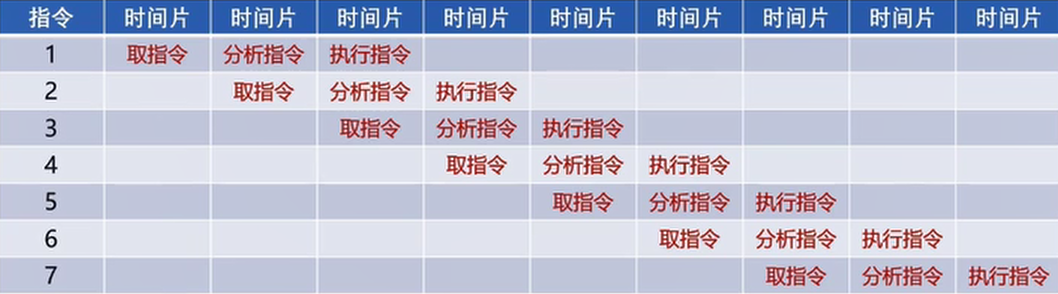 指令 时间片 时间片 时间片 时间片 时间片 时间片 时间片 时间片 时间片
1 取指令 分析指令 执行指令
2 取指令 分析指令 执行指令
3 取指令 分析指令 执行指令
4 取指令 分析指令 执行指令
5 取指令 分析指令 执行指令
6 取指令 分析指令 执行指令
7 取指令 分析指令 执行指令